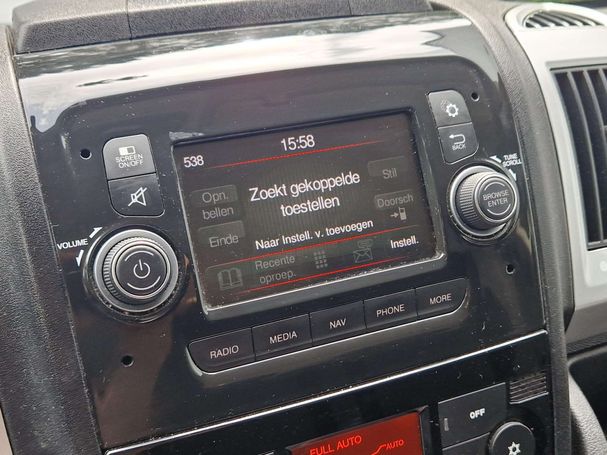 15:58
538
SCREEN
ON/OFF
BACK
Opn.
bellen
Zoekt gekoppelde
toestellen
Stil
TUNE
SCROLL
BROWSE
ENTER
VOLUME
Einde
Naar Instell. v. toevoegen
Doorsch
Recente
oproep.
Instell.
RADIO
MEDIA
NAV
PHONE
MORE
OFF
FULL AUTO
AUTO